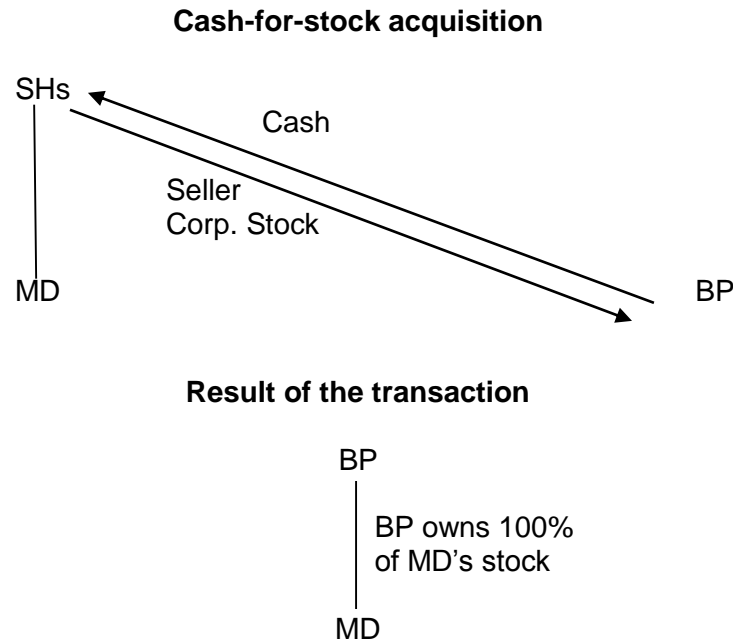 Cash-for-stock acquisition
SHs
Cash
Seller
Corp. Stock
MD
BP
Result of the transaction
BP
BP owns 100%
of MD's stock
MD